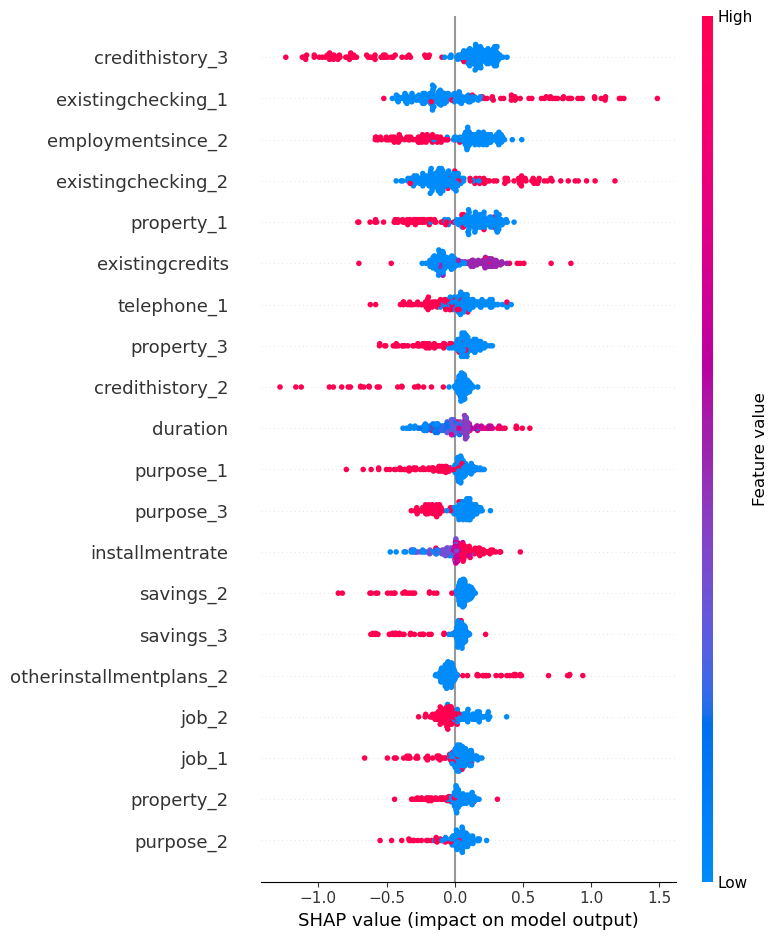 High
credithistory_3
existingchecking_1
employmentsince_2
existingchecking_2
property_1
existingcredits
telephone_1
property_3
credithistory_2
duration
purpose_1
purpose_3
installmentrate
savings_2
savings_3
otherinstallmentplans_2
job_2
job_1
property_2
purpose_2
Feature value
Low
−1.0 −0.5 0.0 0.5 1.0 1.5
SHAP value (impact on model output)